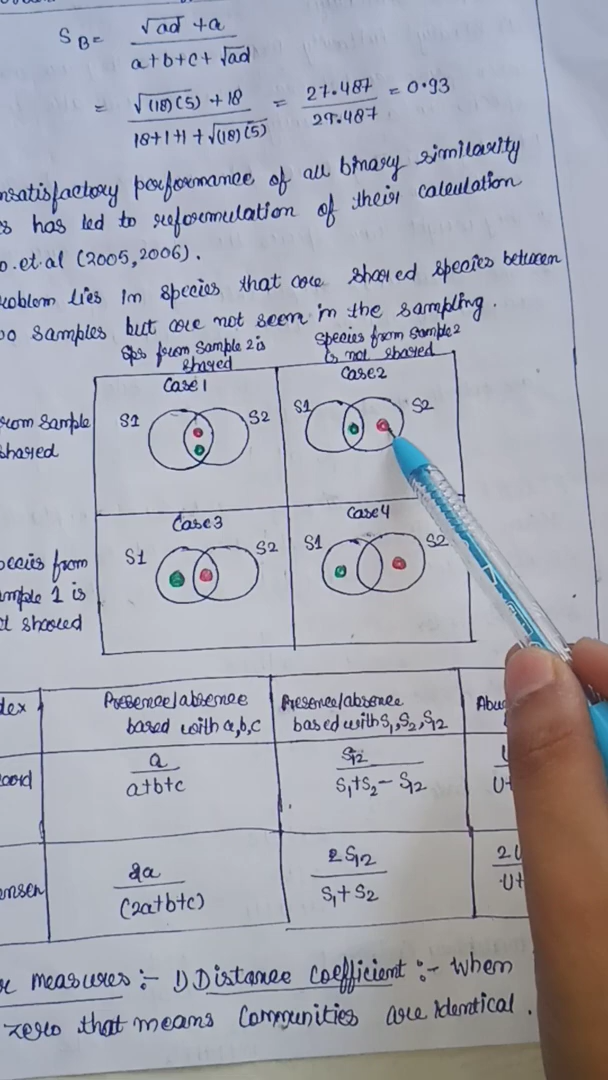 S B = √ad + a / a+b+c+ √ad
= √(18)(5) + 18 / 18+1+1 + √(18)(5) = 27.487 / 29.487 = 0.93
nsatisfactory performance of all binary similarity
s has led to reformulation of their calculation
o.et.al (2005,2006).
roblem lies in species that are shared species between
o samples but are not seen in the sampling.
Sps from sample 2 is shared
species from sample 2 is not shared
rom sample
shared
Case 1
S1
S2
Case 2
S1
S2
ecies from
mple 1 is
t shared
Case 3
S1
S2
Case 4
S1
S2
dex
Presence/absence based with a,b,c
Presence/absence based with S1, S2, S12
Abu
card
a / a+b+c
S12 / S1+S2 - S12
U+
ensen
2a / (2a+b+c)
2 S12 / S1 + S2
2U
U+
measures :- 1) Distance coefficient :- when
zero that means communities are identical.